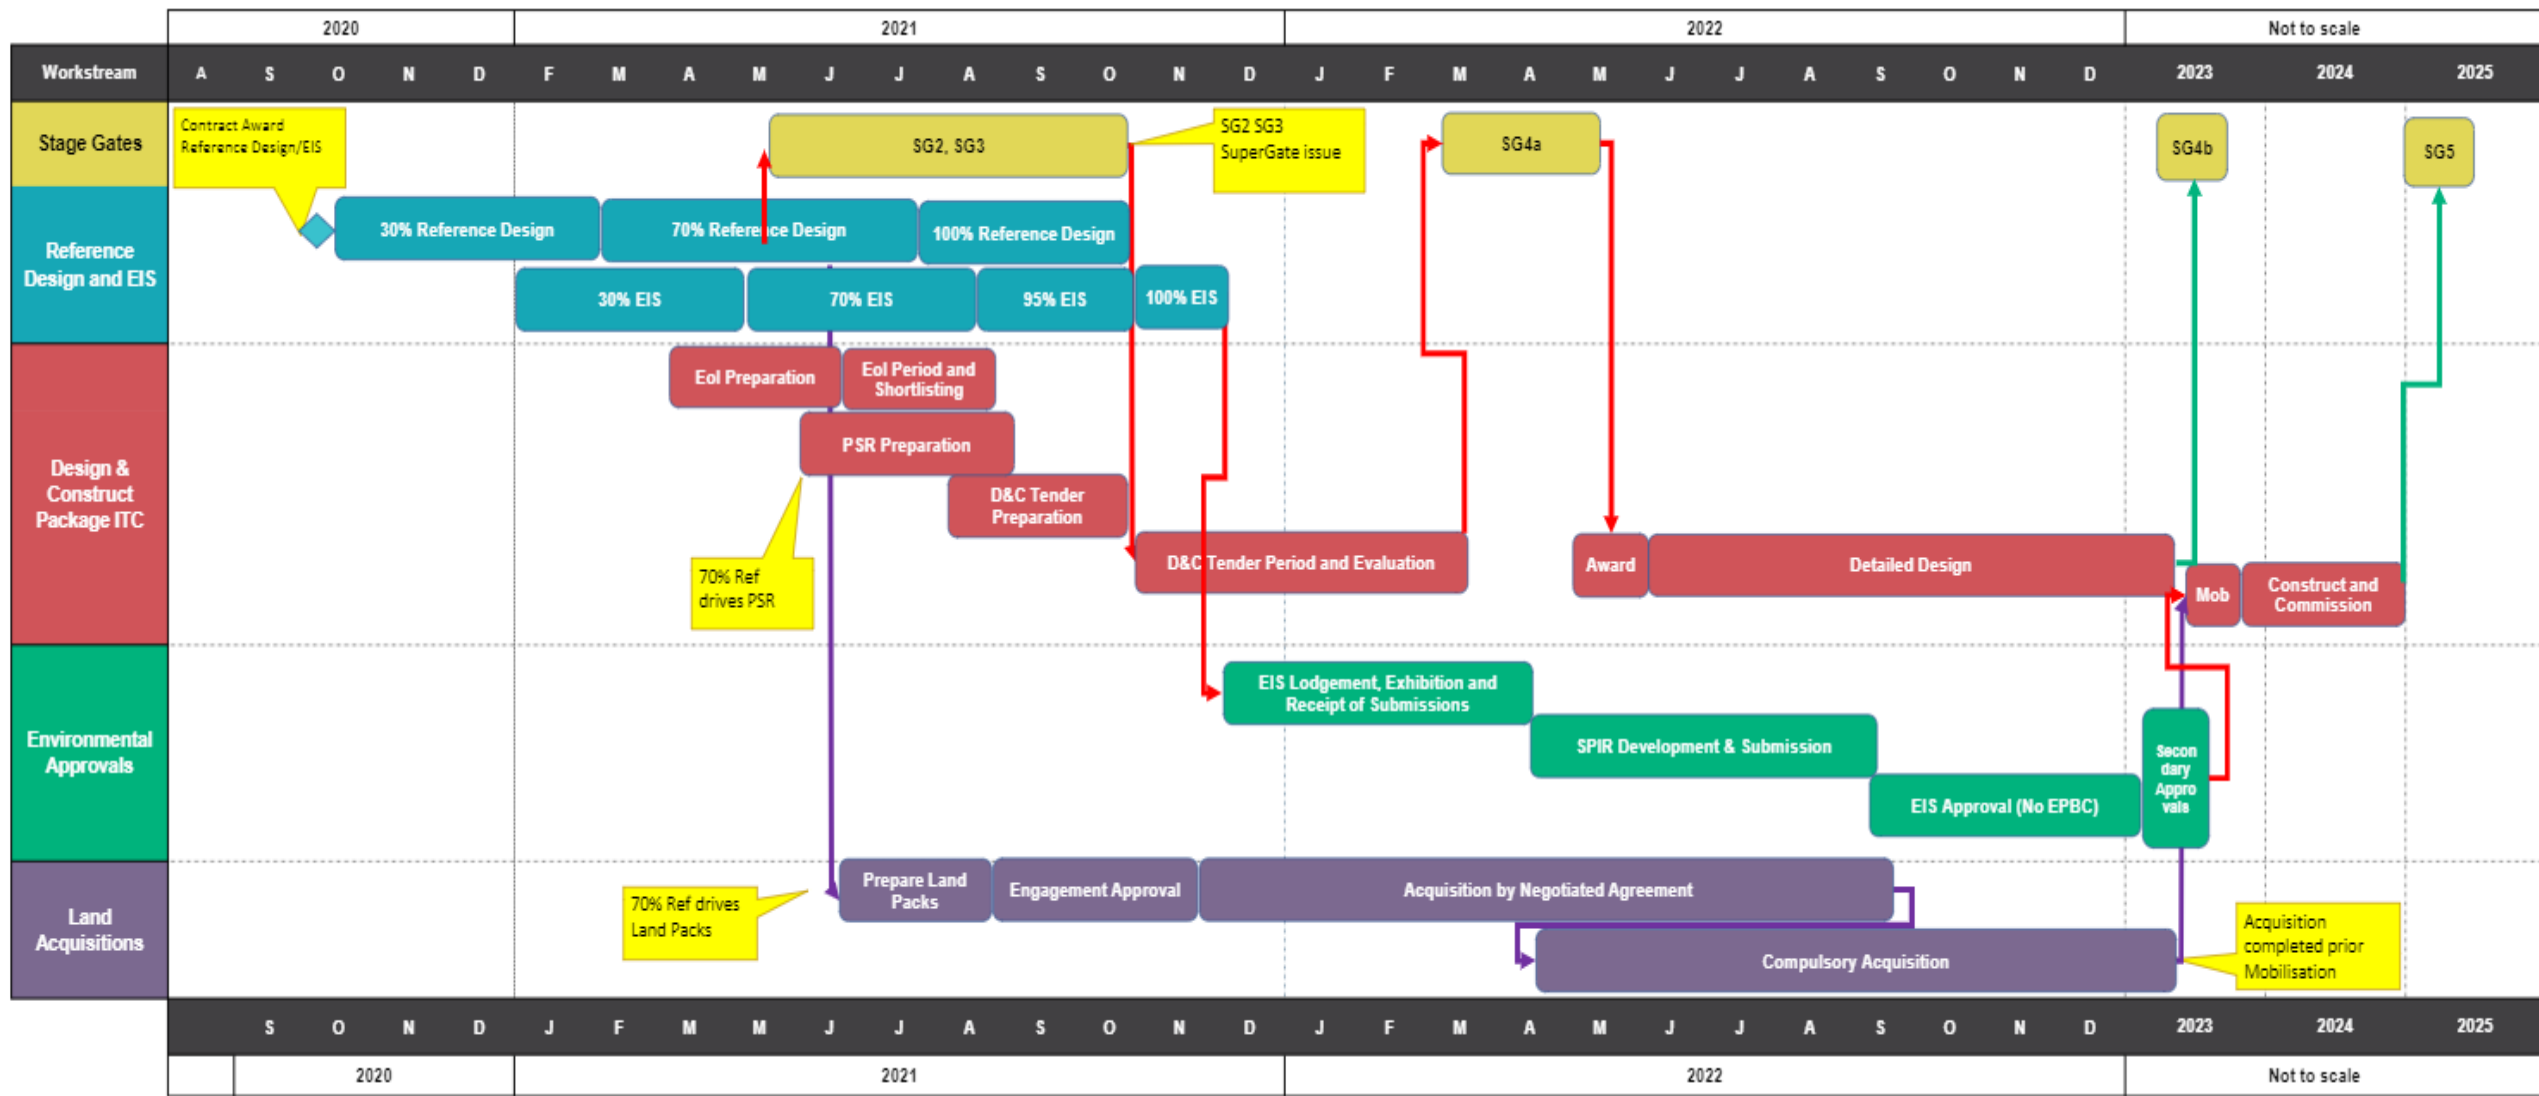 2020 2021 2022 Not to scale
Workstream A S O N D F M A M J J A S O N D J F M A M J J A S O N D 2023 2024 2025
Stage Gates
Contract Award
Reference Design/EIS
SG2, SG3
SG2 SG3
SuperGate issue
SG4a
SG4b
SG5
Reference
Design and EIS
30% Reference Design
70% Reference Design
100% Reference Design
30% EIS
70% EIS
95% EIS
100% EIS
Design &
Construct
Package ITC
EoI Preparation
EoI Period and
Shortlisting
PSR Preparation
D&C Tender
Preparation
70% Ref
drives PSR
D&C Tender Period and Evaluation
Award
Detailed Design
Mob
Construct and
Commission
Environmental
Approvals
EIS Lodgement, Exhibition and
Receipt of Submissions
SPIR Development & Submission
EIS Approval (No EPBC)
Secon
dary
Appro
vals
Land
Acquisitions
70% Ref drives
Land Packs
Prepare Land
Packs
Engagement Approval
Acquisition by Negotiated Agreement
Compulsory Acquisition
Acquisition
completed prior
Mobilisation
S O N D J F M A M J J A S O N D J F M A M J J A S O N D 2023 2024 2025
2020 2021 2022 Not to scale